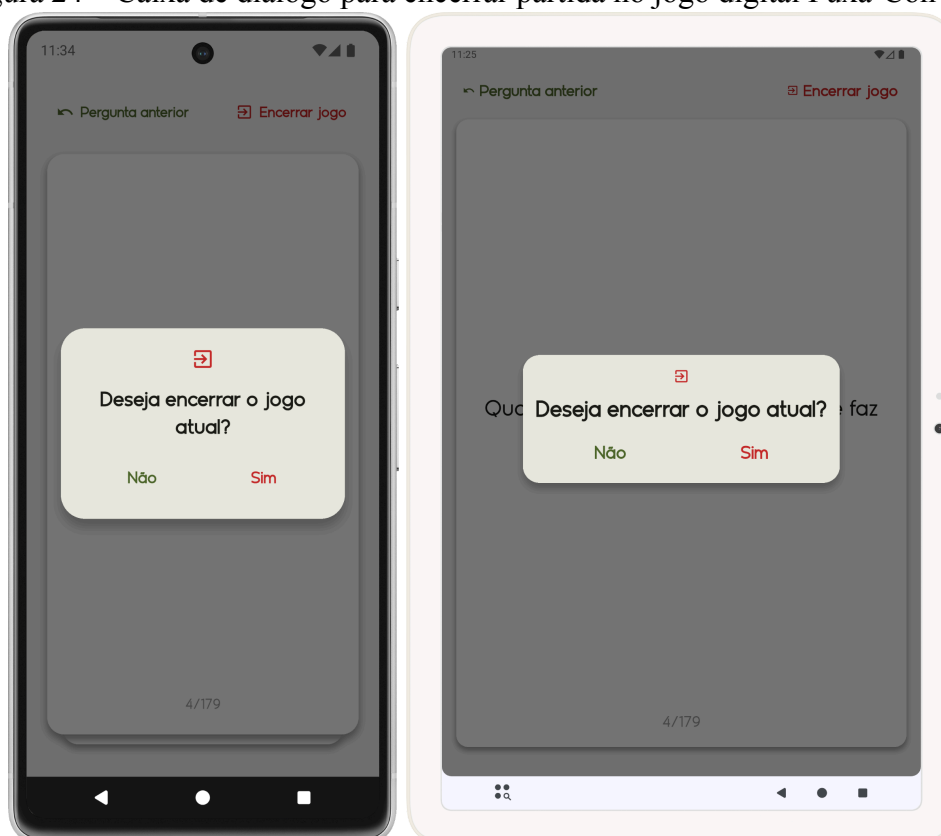 24 – Caixa de diálogo para encerrar partida no jogo digital Puxa
11:34
Pergunta anterior
Encerrar jogo
Deseja encerrar o jogo
atual?
Não
Sim
4/179
11:25
Pergunta anterior
Encerrar jogo
faz
Deseja encerrar o jogo atual?
Não
Sim
4/179